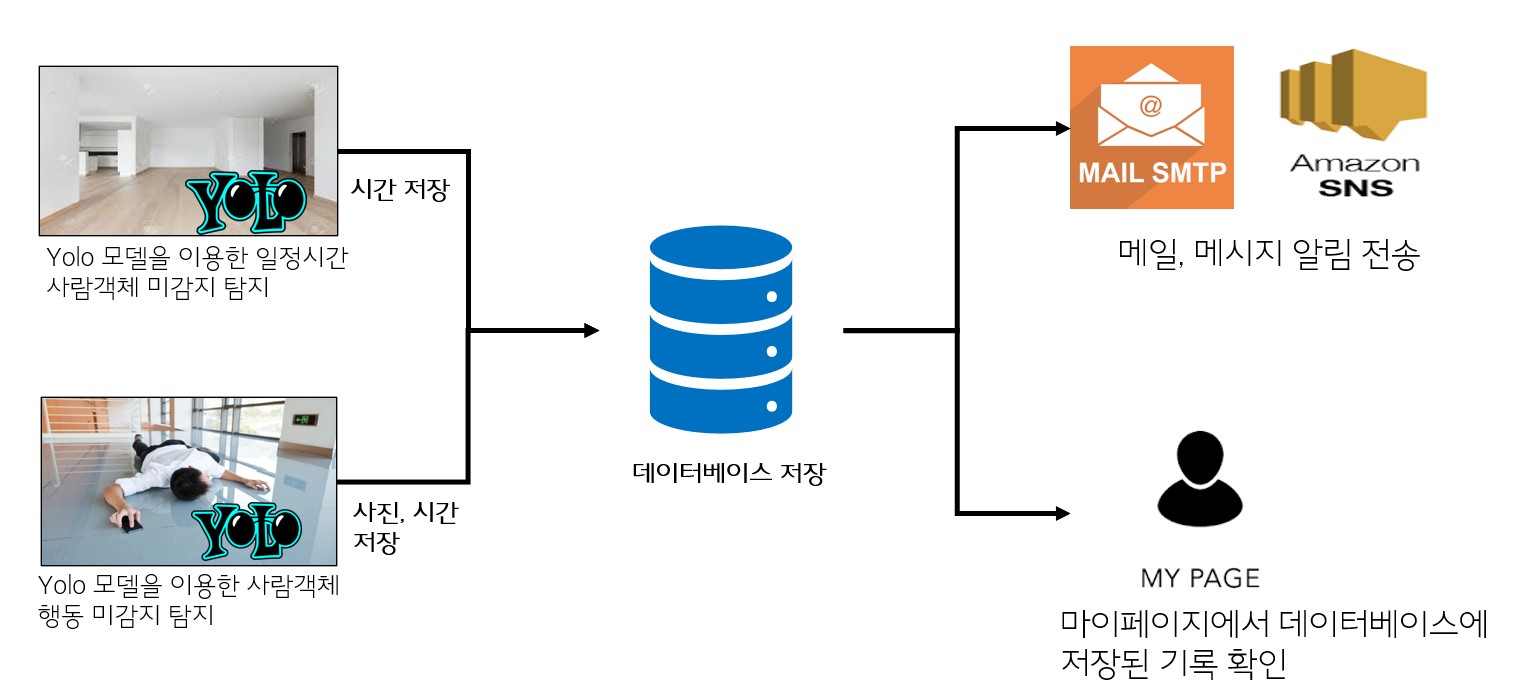 YOLO
시간 저장
Yolo 모델을 이용한 일정시간
사람객체 미감지 탐지
YOLO
사진, 시간
저장
Yolo 모델을 이용한 사람객체
행동 미감지 탐지
데이터베이스 저장
@
MAIL SMTP
Amazon
SNS
메일, 메시지 알림 전송
MY PAGE
마이페이지에서 데이터베이스에
저장된 기록 확인